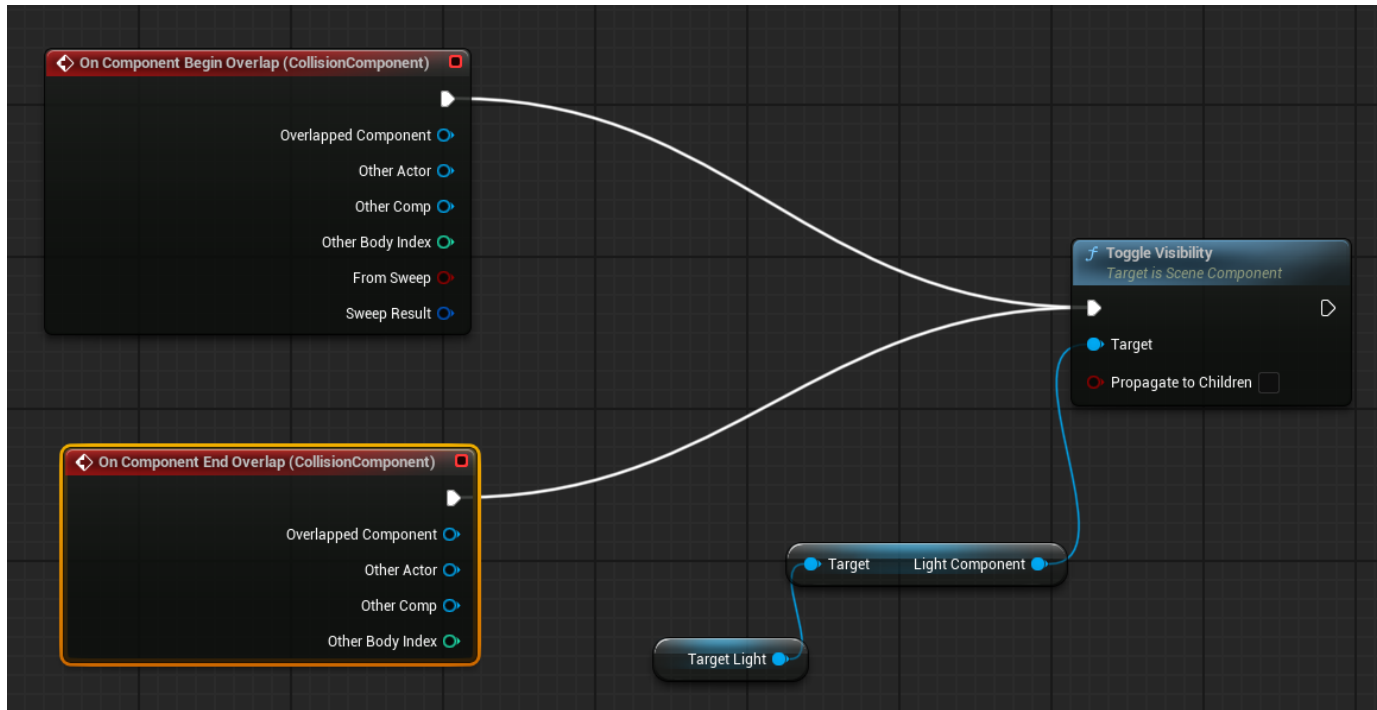 On Component Begin Overlap (CollisionComponent)
Overlapped Component
Other Actor
Other Comp
Other Body Index
From Sweep
Sweep Result
Toggle Visibility
Target is Scene Component
Target
Propagate to Children
On Component End Overlap (CollisionComponent)
Overlapped Component
Other Actor
Other Comp
Other Body Index
Target Light Component
Target Light